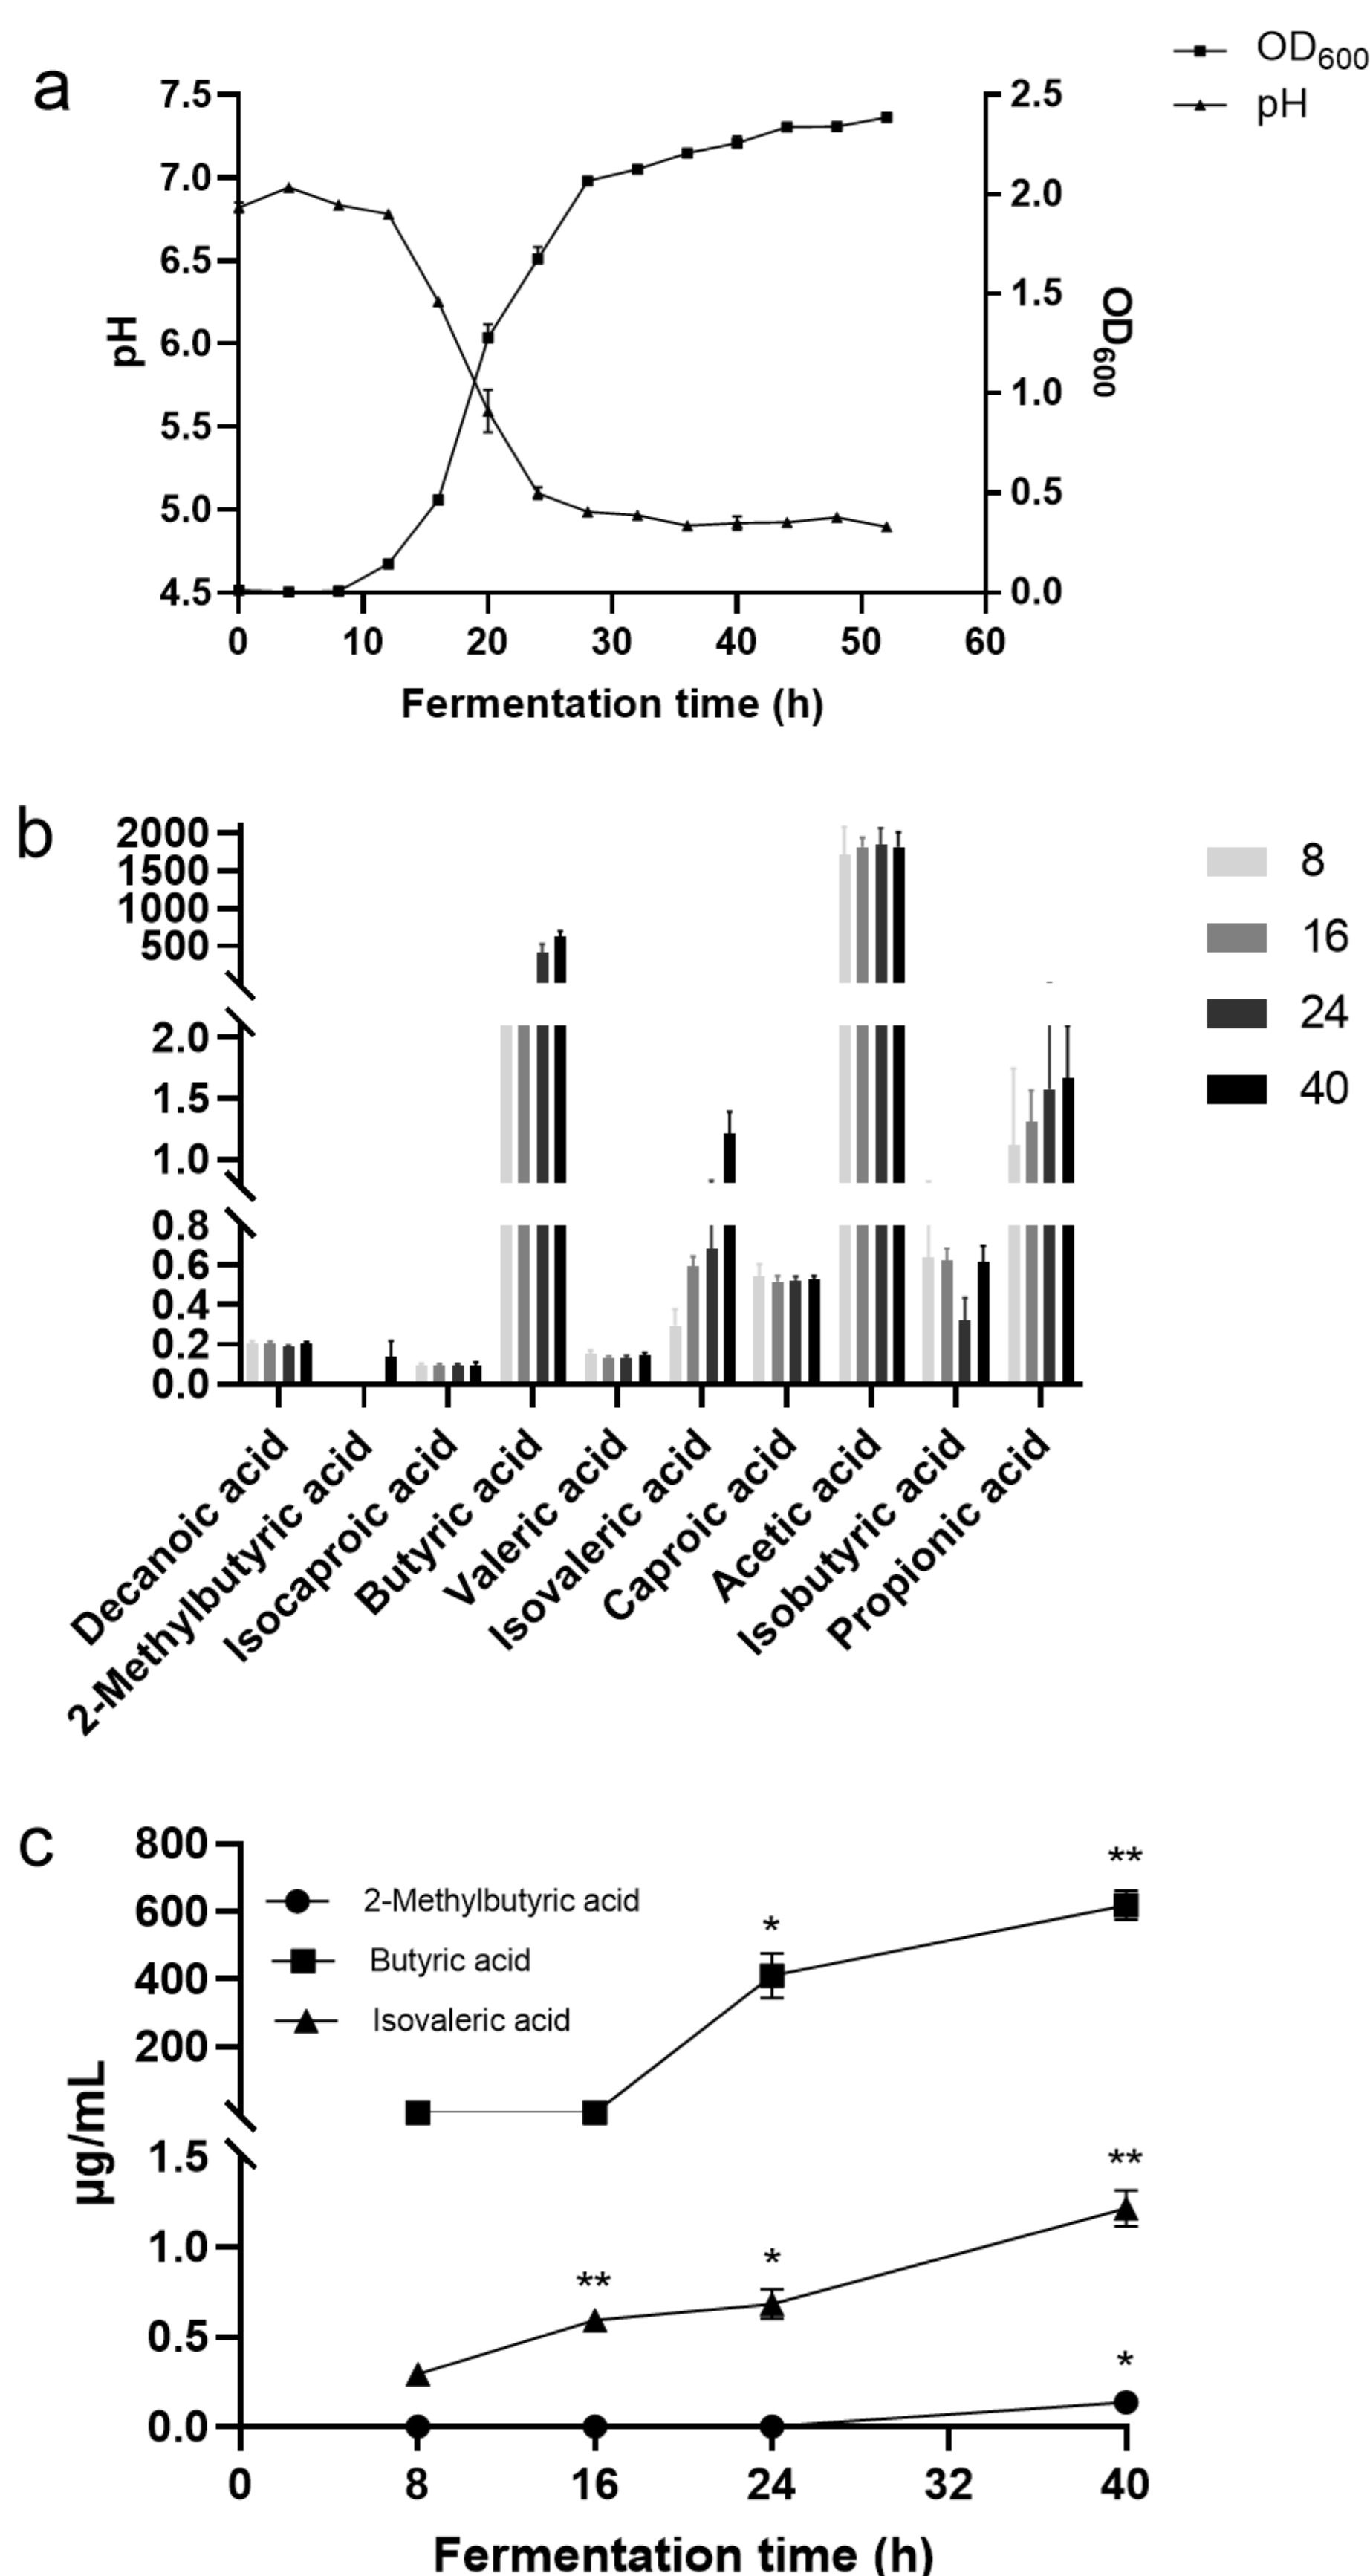 a
OD600
pH
7.5
7.0
6.5
6.0
5.5
5.0
4.5
pH
2.5
2.0
1.5
1.0
0.5
0.0
OD600
0 10 20 30 40 50 60
Fermentation time (h)
b
2000
1500
1000
500
2.0
1.5
1.0
0.8
0.6
0.4
0.2
0.0
8
16
24
40
Decanoic acid
2-Methylbutyric acid
Isocaproic acid
Butyric acid
Valeric acid
Isovaleric acid
Caproic acid
Acetic acid
Isobutyric acid
Propionic acid
c
800
600
400
200
1.5
1.0
0.5
0.0
µg/mL
2-Methylbutyric acid
Butyric acid
Isovaleric acid
**
*
**
*
**
*
0 8 16 24 32 40
Fermentation time (h)